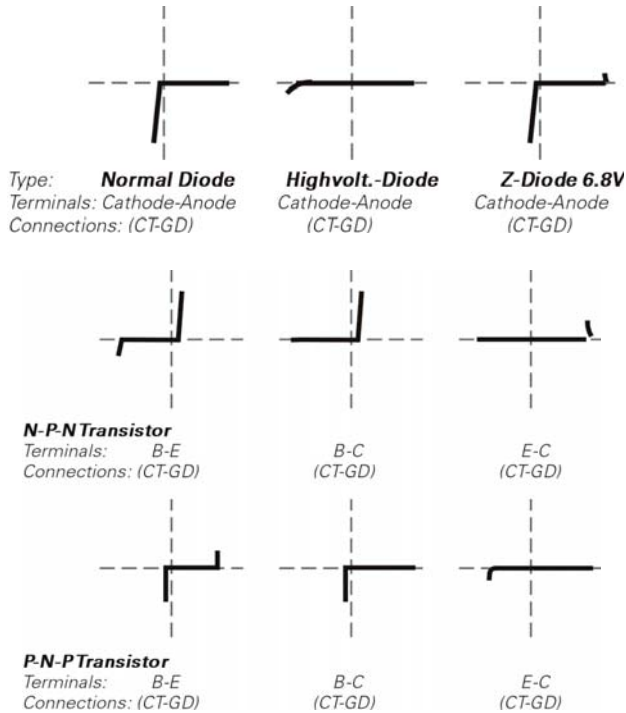 Type: Normal Diode Highvolt.-Diode Z-Diode 6.8V
Terminals: Cathode-Anode Cathode-Anode Cathode-Anode
Connections: (CT-GD) (CT-GD) (CT-GD)
N-P-N Transistor
Terminals: B-E B-C E-C
Connections: (CT-GD) (CT-GD) (CT-GD)
P-N-P Transistor
Terminals: B-E B-C E-C
Connections: (CT-GD) (CT-GD) (CT-GD)